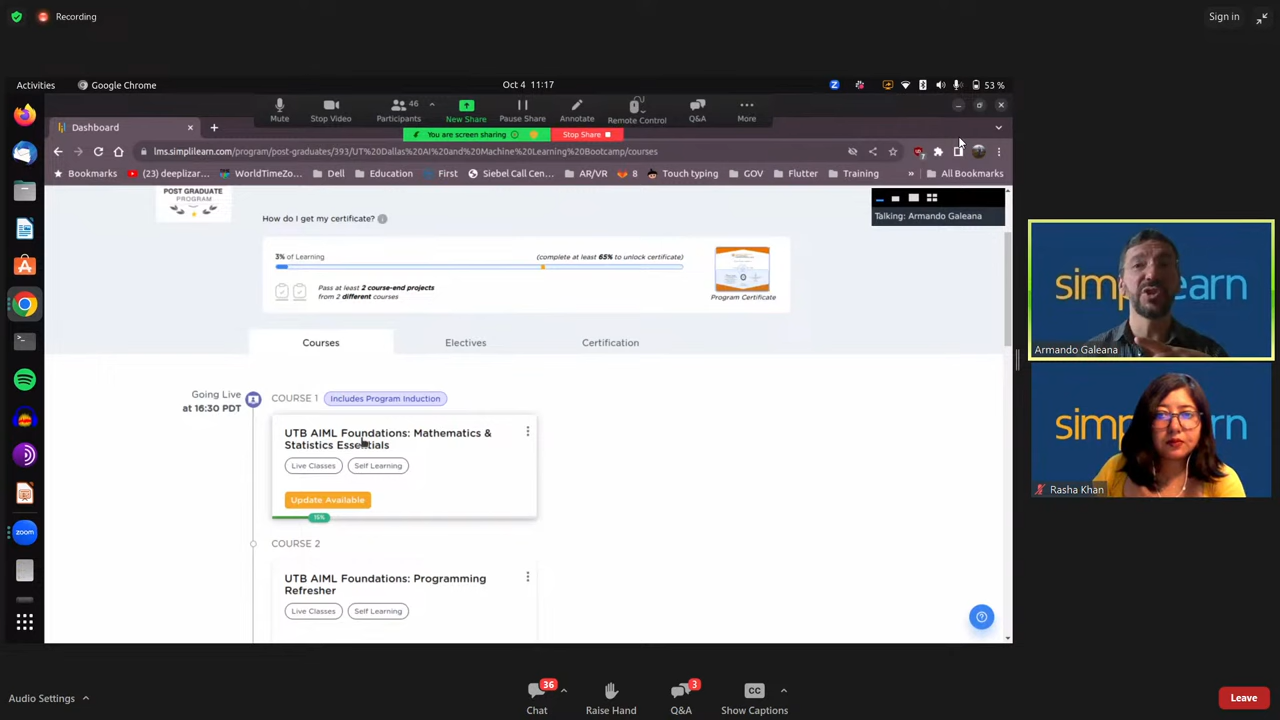 Recording
Sign in
Activities
Google Chrome
Oct 4 11:17
53 %
Mute
Stop Video
46
Participants
New Share
Pause Share
Annotate
Remote Control
Q&A
More
Dashboard
You are screen sharing
Stop Share
lms.simplilearn.com/program/post-graduates/393/UT%20Dallas%20AI%20and%20Machine%20Learning%20Bootcamp/courses
Bookmarks
(23) deeplizar...
WorldTimeZo...
Dell
Education
First
Siebel Cal Center...
AR/VR
8
Touch typing
GOV
Flutter
Training
»
All Bookmarks
POST GRADUATE
PROGRAM
Talking: Armando Galeana
How do I get my certificate?
3% of Learning
(complete at least 65% to unlock certificate)
Pass at least 2 course-end projects
from 2 different courses
Program Certificate
Courses
Electives
Certification
Going Live
at 16:30 PDT
COURSE 1
Includes Program Induction
UTB AIML Foundations: Mathematics &
Statistics Essentials
Live Classes
Self Learning
Update Available
15%
COURSE 2
UTB AIML Foundations: Programming
Refresher
Live Classes
Self Learning
zoom
simplilearn
Armando Galeana
simplilearn
Rasha Khan
Audio Settings
36
Chat
Raise Hand
3
Q&A
CC
Show Captions
Leave